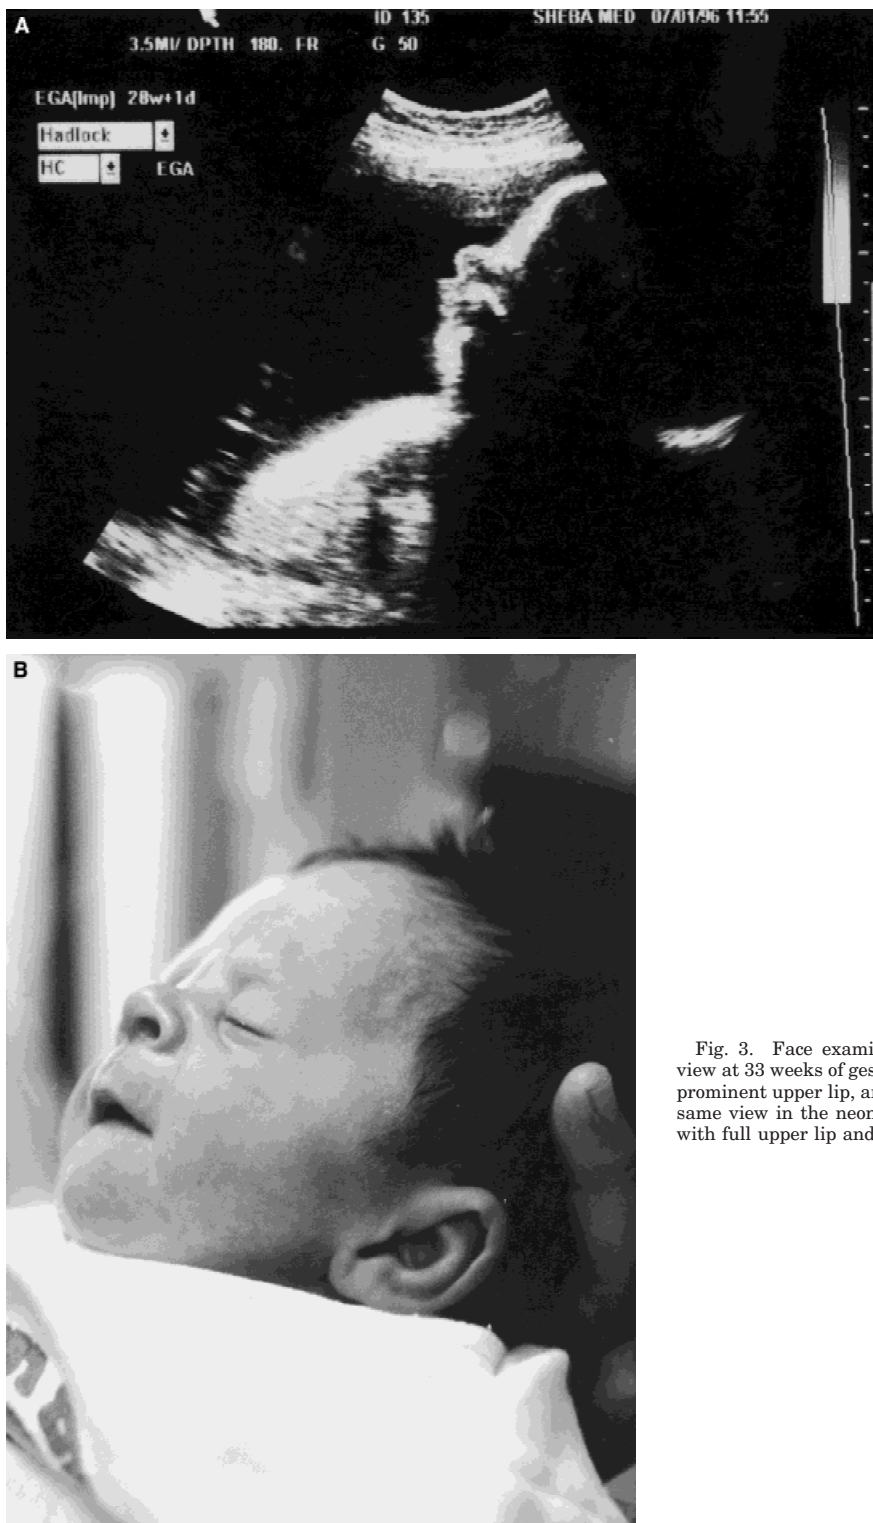 A
ID 135
SHEBA MED 07/01/96 11:55
3.5MI/ DPTH 180. FR G 50
EGA(Imp) 28w+1d
Hadlock
HC EGA
B
Fig. 3. Face exami
view at 33 weeks of ges
prominent upper lip, a
same view in the neon
with full upper lip and